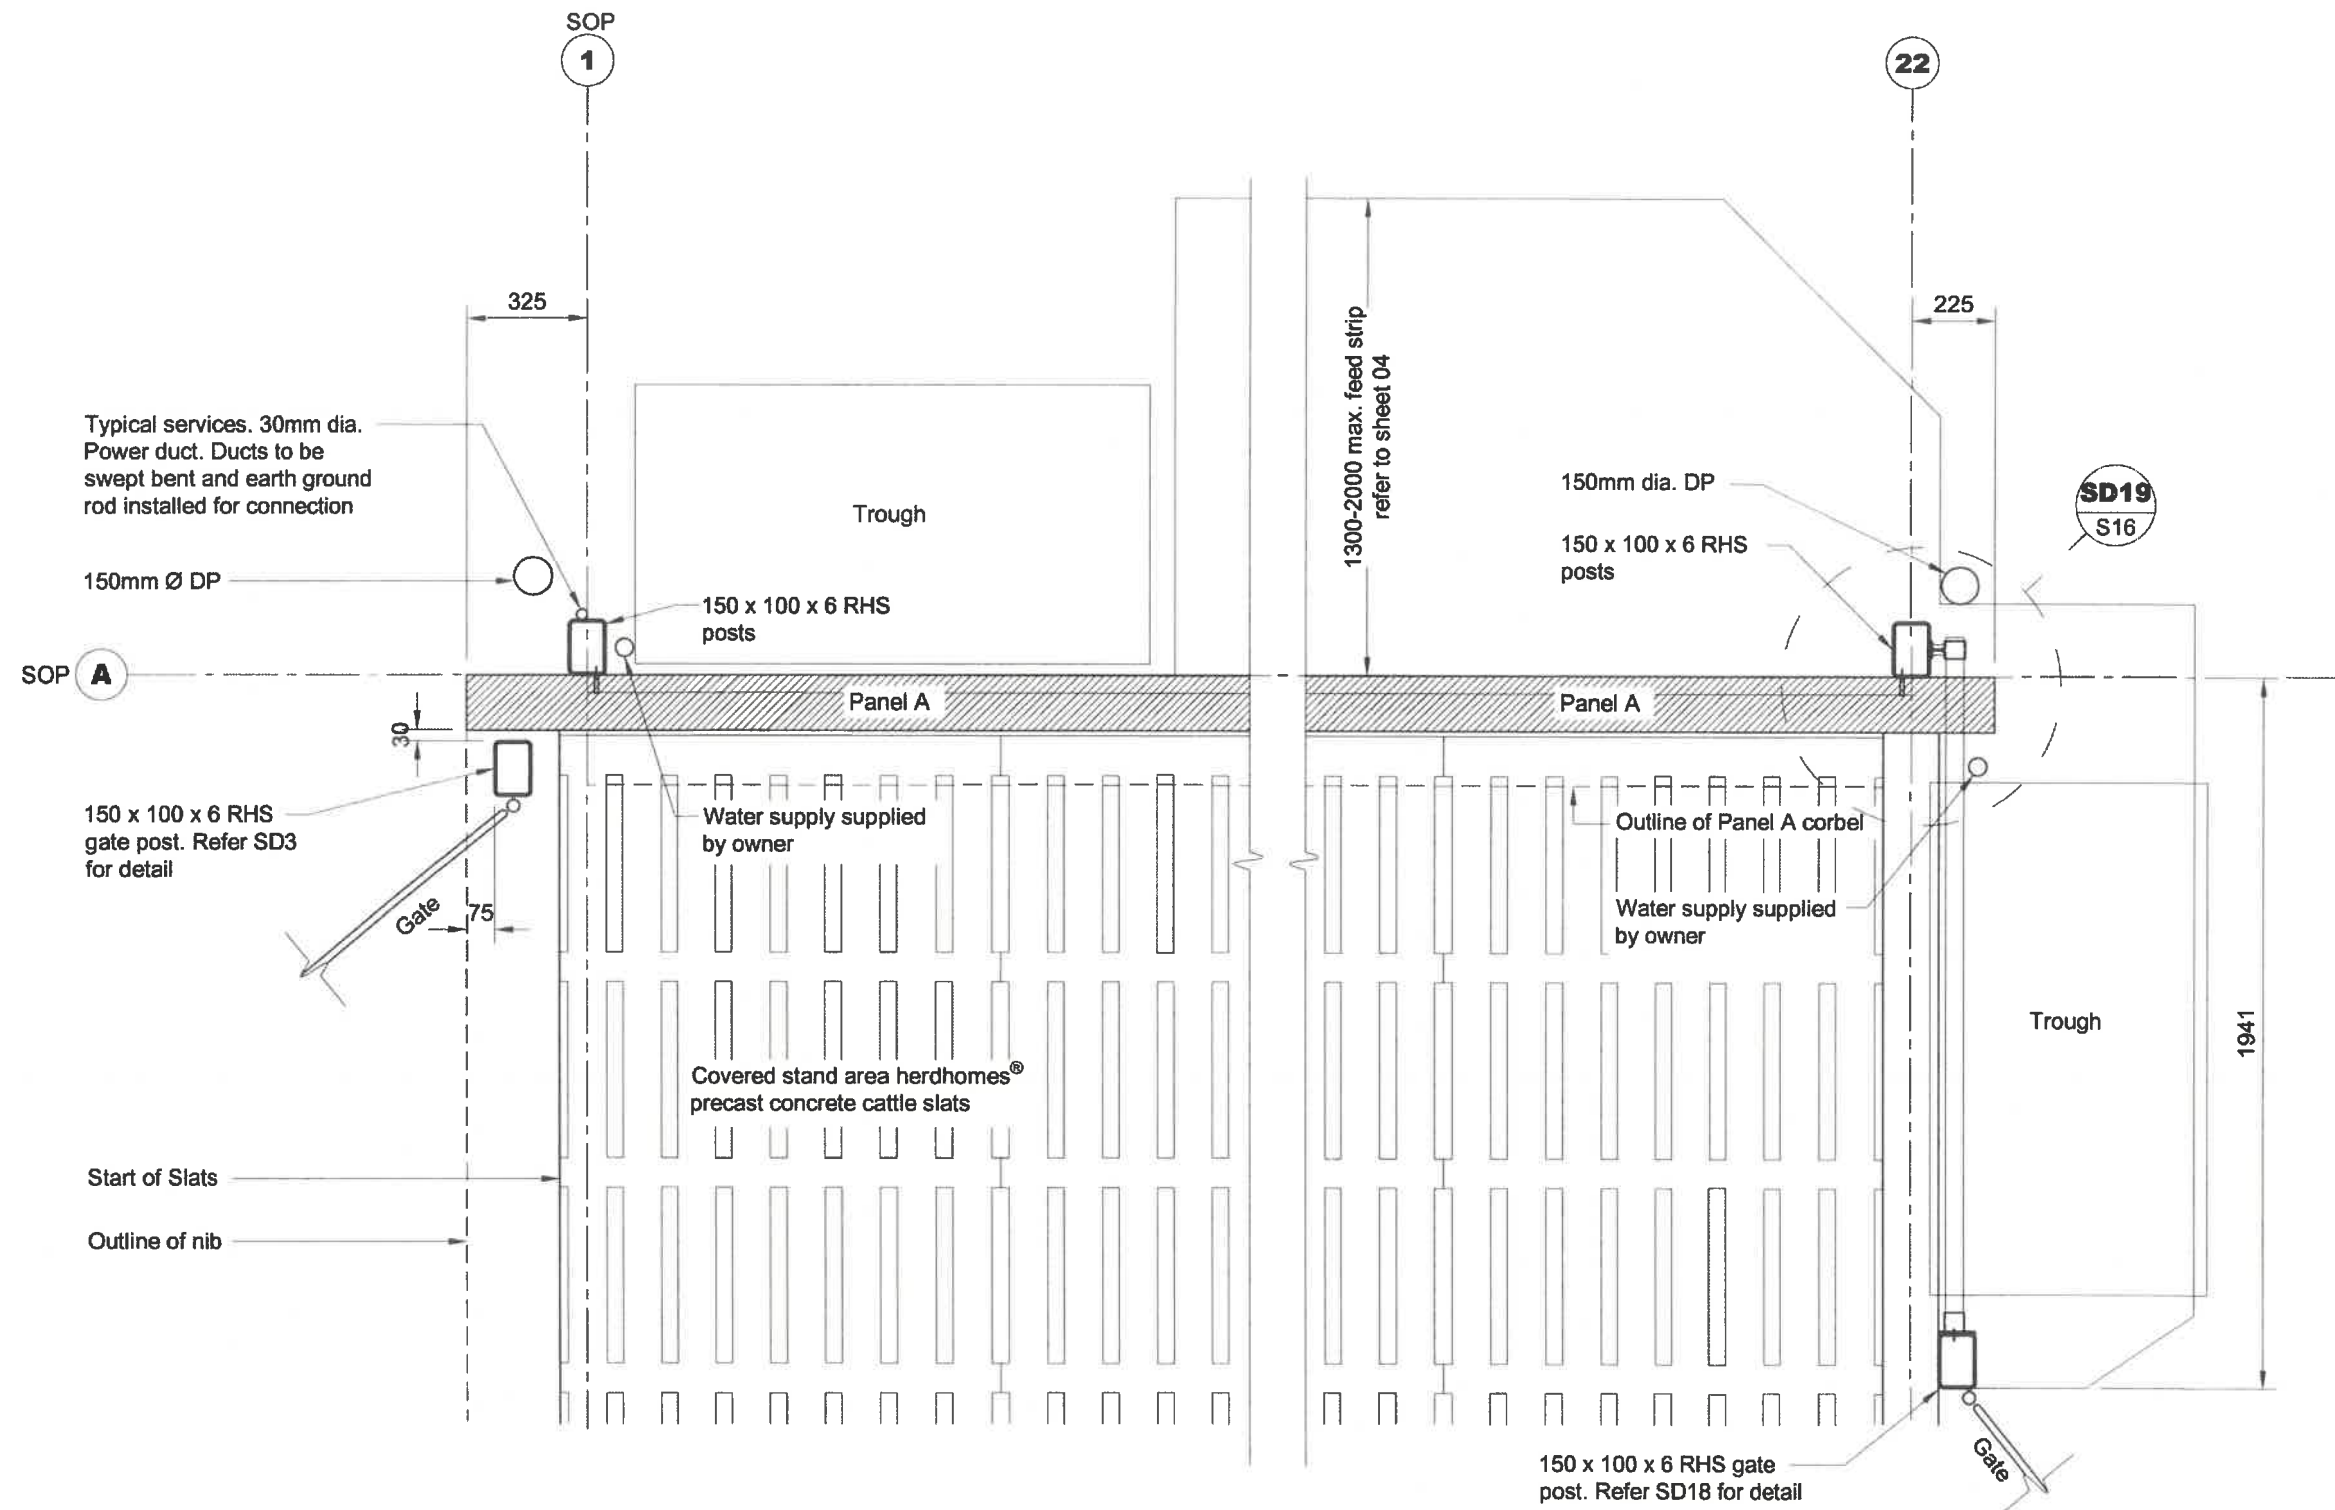 SOP
1
22
325
225
1300-2000 max. feed strip
refer to sheet 04
Typical services. 30mm dia.
Power duct. Ducts to be
swept bent and earth ground
rod installed for connection
Trough
150mm dia. DP
SD19
S16
150 x 100 x 6 RHS
posts
150mm Ø DP
150 x 100 x 6 RHS
posts
SOP A
Panel A
Panel A
30
150 x 100 x 6 RHS
gate post. Refer SD3
for detail
Water supply supplied
by owner
Outline of Panel A corbel
Gate
75
Water supply supplied
by owner
Trough
1941
Covered stand area herdhomes®
precast concrete cattle slats
Start of Slats
Outline of nib
150 x 100 x 6 RHS gate
post. Refer SD18 for detail
Gate